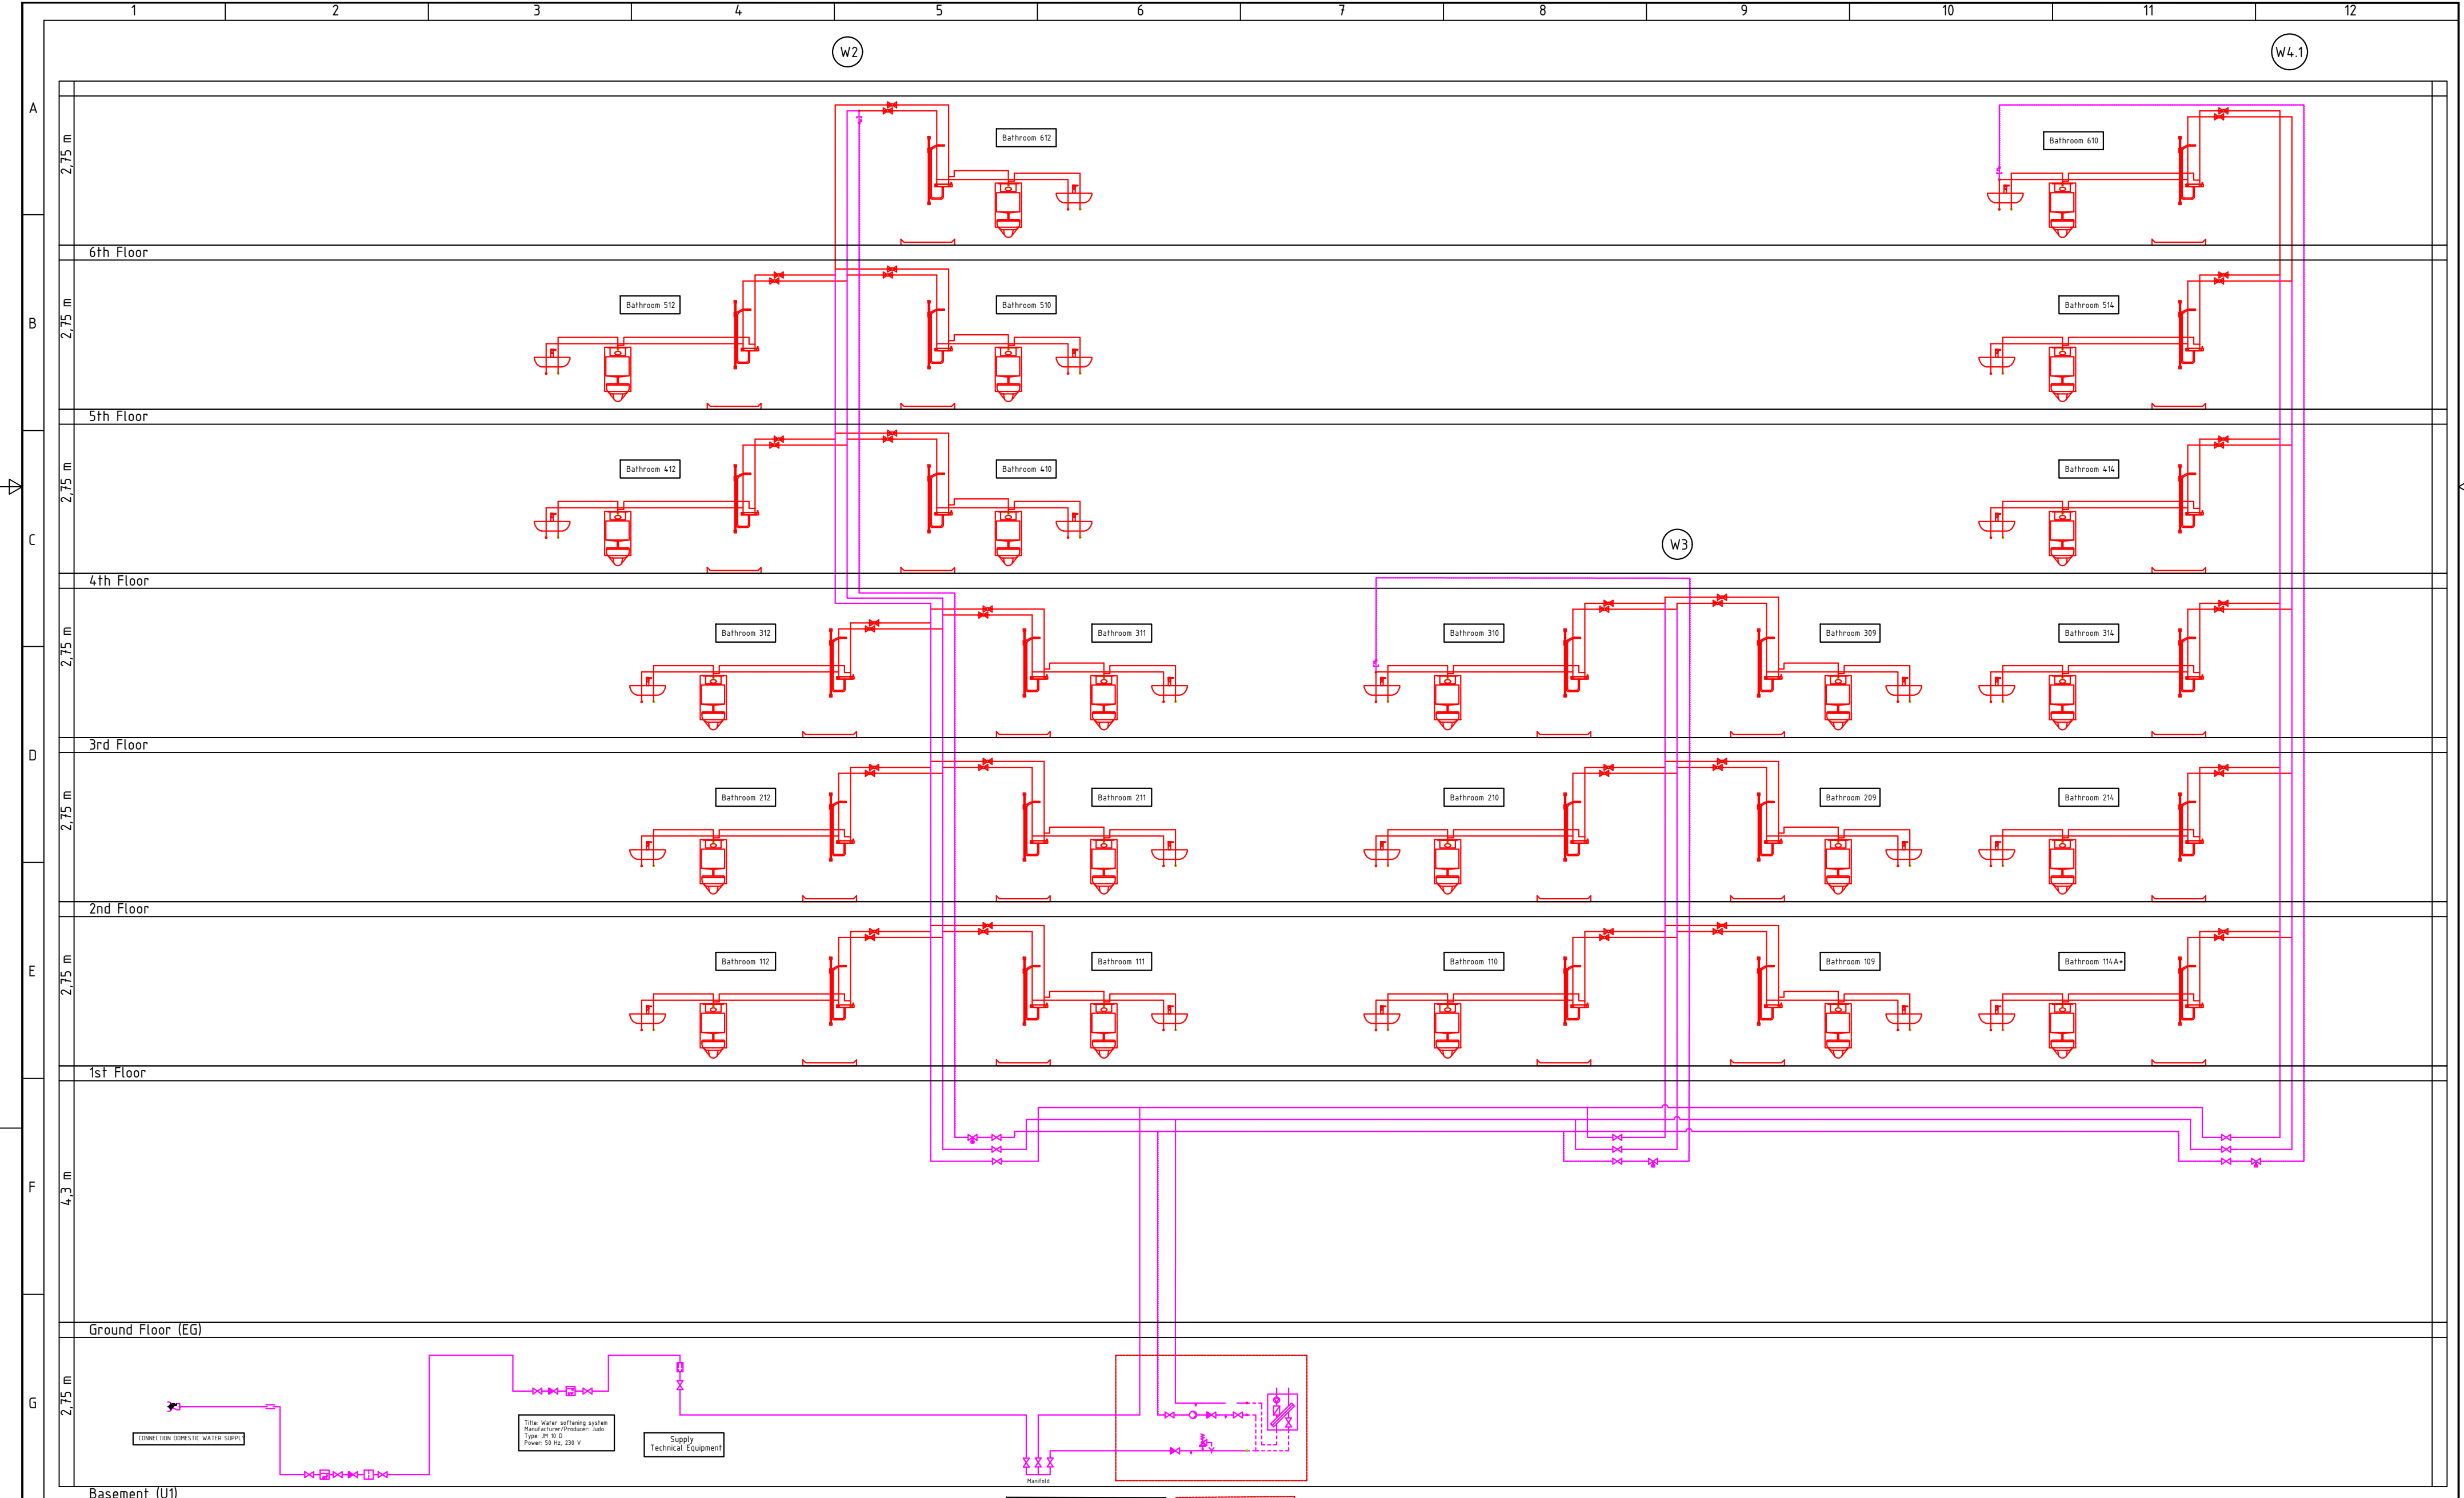 1 2 3 4 5 6 7 8 9 10 11 12
W2 W4.1
A
2,75 m
Bathroom 612 Bathroom 610
6th Floor
B
2,75 m
Bathroom 512 Bathroom 510 Bathroom 514
5th Floor
C
2,75 m
Bathroom 412 Bathroom 410 Bathroom 414
W3
4th Floor
2,75 m
Bathroom 312 Bathroom 311 Bathroom 310 Bathroom 309 Bathroom 314
3rd Floor
D
2,75 m
Bathroom 212 Bathroom 211 Bathroom 210 Bathroom 209 Bathroom 214
2nd Floor
E
2,75 m
Bathroom 112 Bathroom 111 Bathroom 110 Bathroom 109 Bathroom 114A+
1st Floor
F
4,3 m
Ground Floor (EG)
G
2,75 m
CONNECTION DOMESTIC WATER SUPPLY
Title: Water softening system
Manufacturer/Producer: Judo
Type: JM 10 D
Power: 50 Hz, 230 V
Supply
Technical Equipment
Manifold
Basement (U1)